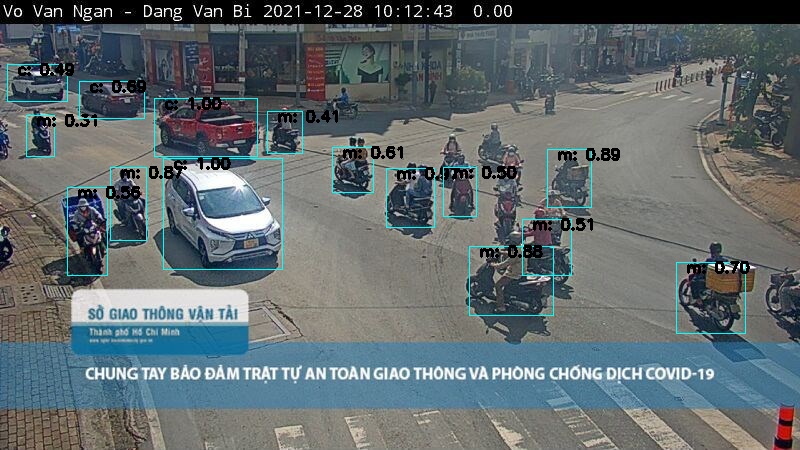 Vo Van Ngan - Dang Van Bi 2021-12-28 10:12:43 0.00
c: 0.49
c: 0.69
c: 1.00
m: 0.31
m: 0.41
c: 1.00
m: 0.61
m: 0.89
m: 0.87
m: 0.50
m: 0.56
m: 0.51
m: 0.88
m: 0.70
SỞ GIAO THÔNG VẬN TẢI
Thành phố Hồ Chí Minh
CHUNG TAY BẢO ĐẢM TRẬT TỰ AN TOÀN GIAO THÔNG VÀ PHÒNG CHỐNG DỊCH COVID-19